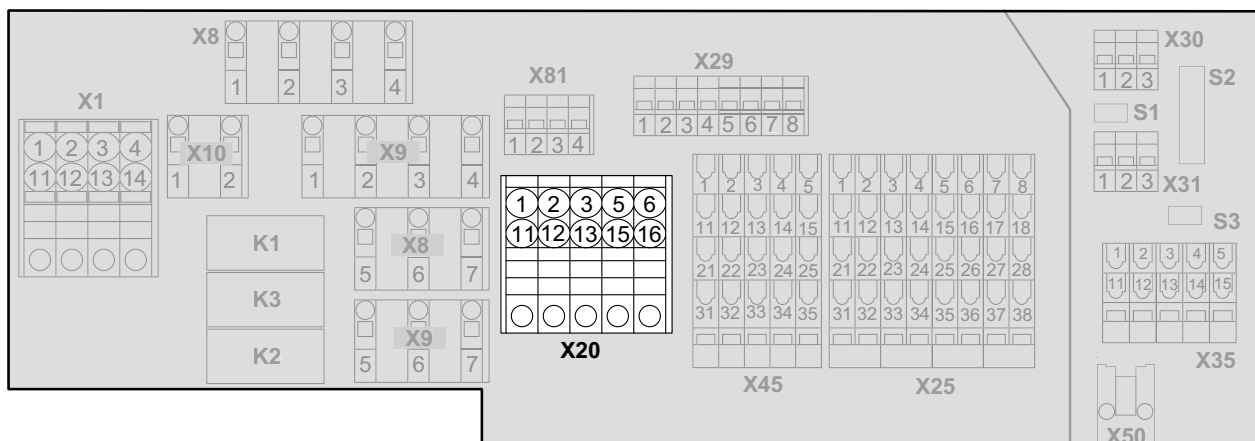 X8
1 2 3 4
X1
1 2 3 4
11 12 13 14
X10
1 2
X9
1 2 3 4
K1
K3
K2
X8
5 6 7
X9
5 6 7
X81
1 2 3 4
X29
1 2 3 4 5 6 7 8
1 2 3 5 6
11 12 13 15 16
X20
1 2 3 4 5
11 12 13 14 15
21 22 23 24 25
31 32 33 34 35
X45
1 2 3 4 5 6 7 8
11 12 13 14 15 16 17 18
21 22 23 24 25 26 27 28
31 32 33 34 35 36 37 38
X25
X30
1 2 3
S2
S1
1 2 3
X31
S3
1 2 3 4 5
11 12 13 14 15
X35
X50